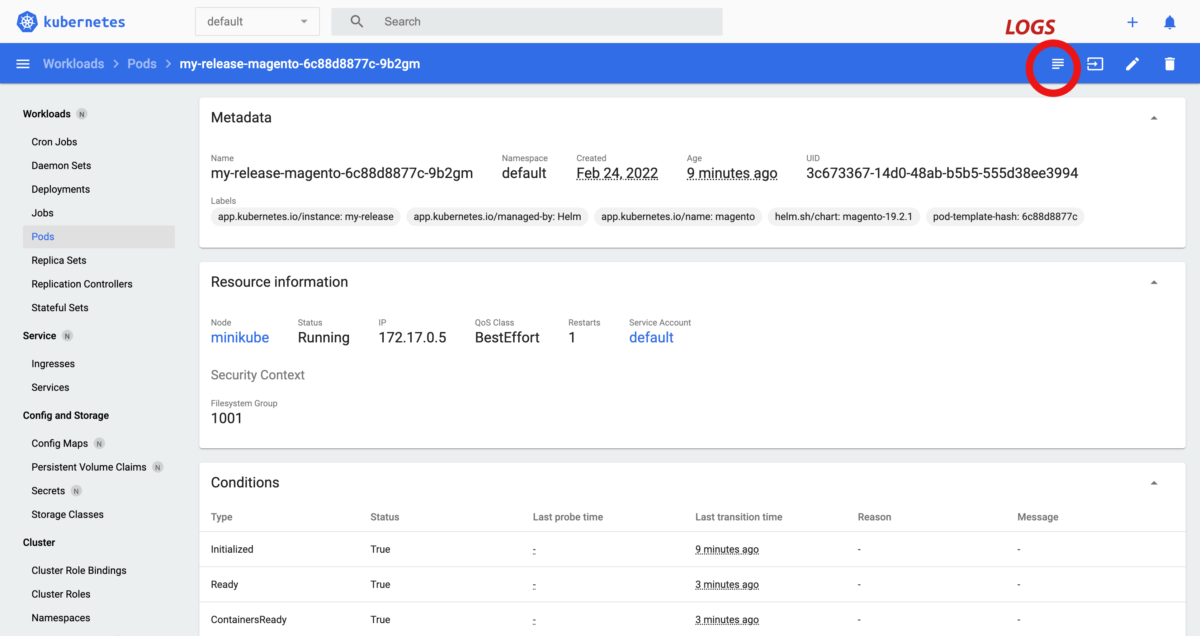 kubernetes
default
Search
LOGS
Workloads > Pods > my-release-magento-6c88d8877c-9b2gm
Workloads N
Cron Jobs
Daemon Sets
Deployments
Jobs
Pods
Replica Sets
Replication Controllers
Stateful Sets
Service N
Ingresses
Services
Config and Storage
Config Maps N
Persistent Volume Claims N
Secrets N
Storage Classes
Cluster
Cluster Role Bindings
Cluster Roles
Namespaces
Metadata
Name Namespace Created Age UID
my-release-magento-6c88d8877c-9b2gm default Feb 24, 2022 9 minutes ago 3c673367-14d0-48ab-b5b5-555d38ee3994
Labels
app.kubernetes.io/instance: my-release app.kubernetes.io/managed-by: Helm app.kubernetes.io/name: magento helm.sh/chart: magento-19.2.1 pod-template-hash: 6c88d8877c
Resource information
Node Status IP QoS Class Restarts Service Account
minikube Running 172.17.0.5 BestEffort 1 default
Security Context
Filesystem Group
1001
Conditions
Type Status Last probe time Last transition time Reason Message
Initialized True - 9 minutes ago - -
Ready True - 3 minutes ago - -
ContainersReady True - 3 minutes ago - -